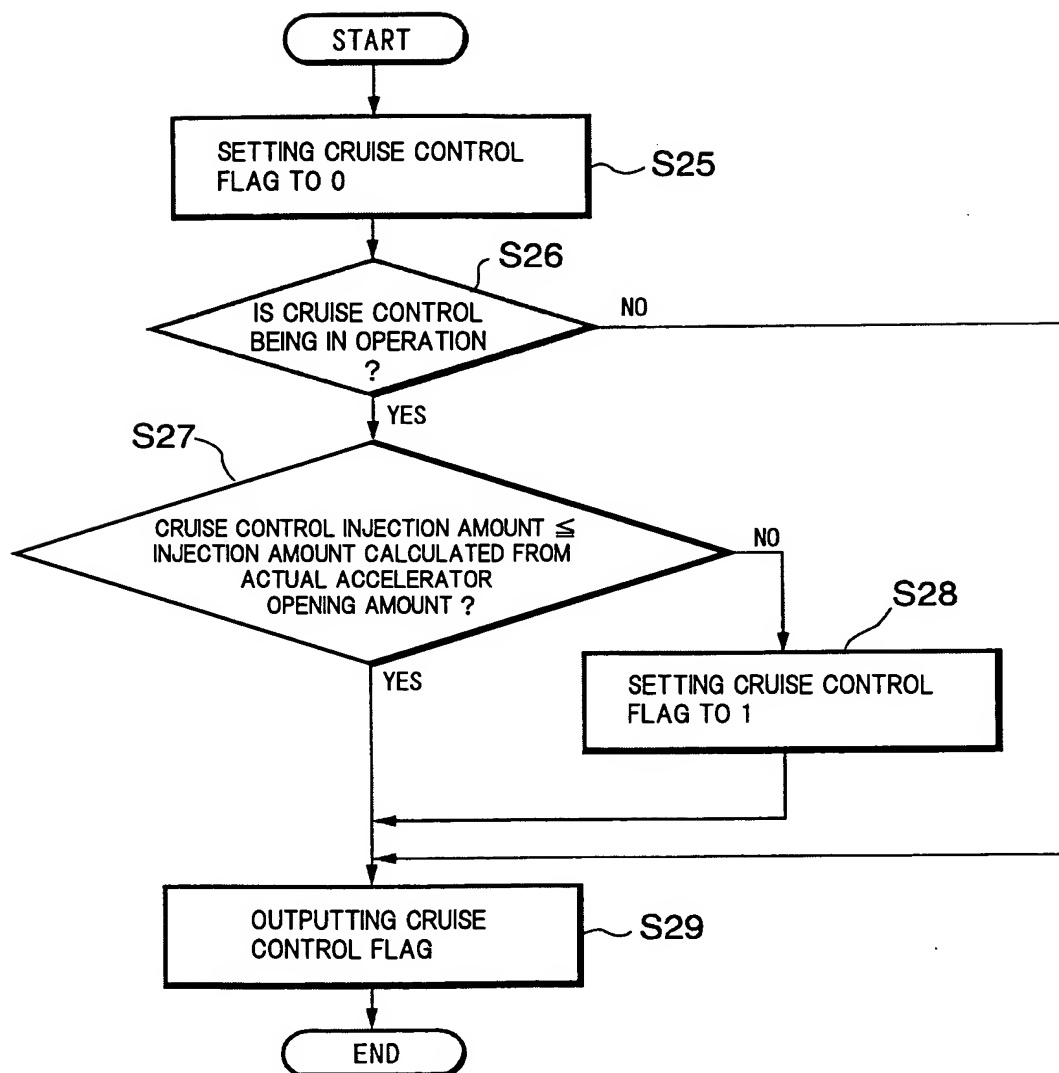 START
SETTING CRUISE CONTROL
FLAG TO 0
S25
S26
IS CRUISE CONTROL
BEING IN OPERATION
?
NO
YES
S27
CRUISE CONTROL INJECTION AMOUNT ≦
INJECTION AMOUNT CALCULATED FROM
ACTUAL ACCELERATOR
OPENING AMOUNT ?
NO
YES
S28
SETTING CRUISE CONTROL
FLAG TO 1
OUTPUTTING CRUISE
CONTROL FLAG
S29
END